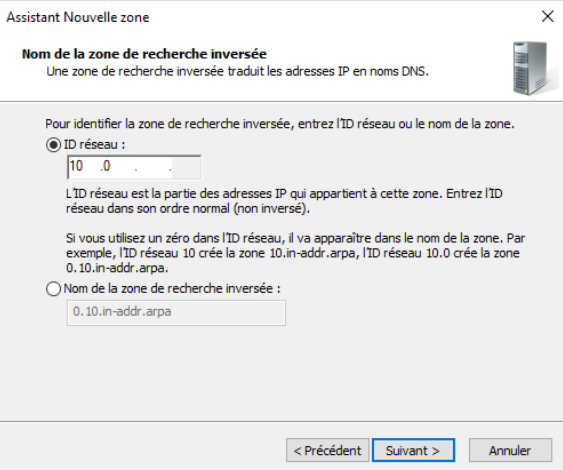 Assistant Nouvelle zone
Nom de la zone de recherche inversée
Une zone de recherche inversée traduit les adresses IP en noms DNS.
Pour identifier la zone de recherche inversée, entrez l'ID réseau ou le nom de la zone.
ID réseau :
10 .0 . .
L'ID réseau est la partie des adresses IP qui appartient à cette zone. Entrez l'ID
réseau dans son ordre normal (non inversé).
Si vous utilisez un zéro dans l'ID réseau, il va apparaître dans le nom de la zone. Par
exemple, l'ID réseau 10 crée la zone 10.in-addr.arpa, l'ID réseau 10.0 crée la zone
0.10.in-addr.arpa.
Nom de la zone de recherche inversée :
0.10.in-addr.arpa
< Précédent Suivant > Annuler